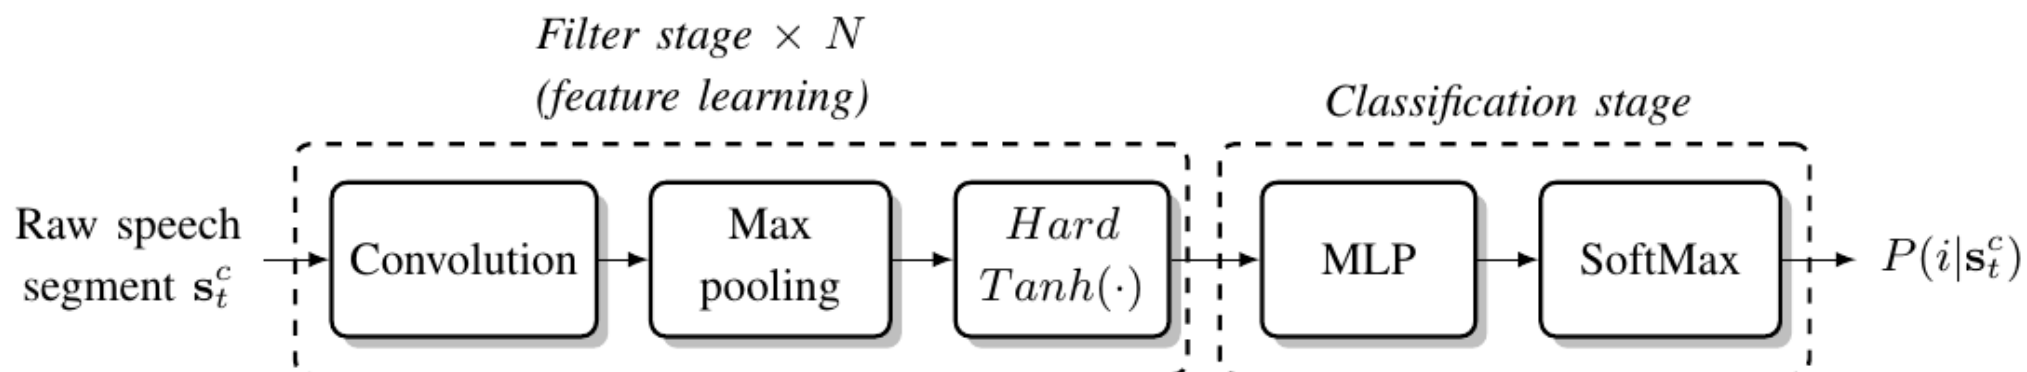 Filter stage × N
(feature learning)
Classification stage
Raw speech
segment s_t^c
Convolution
Max
pooling
Hard
Tanh(·)
MLP
SoftMax
P(i|s_t^c)